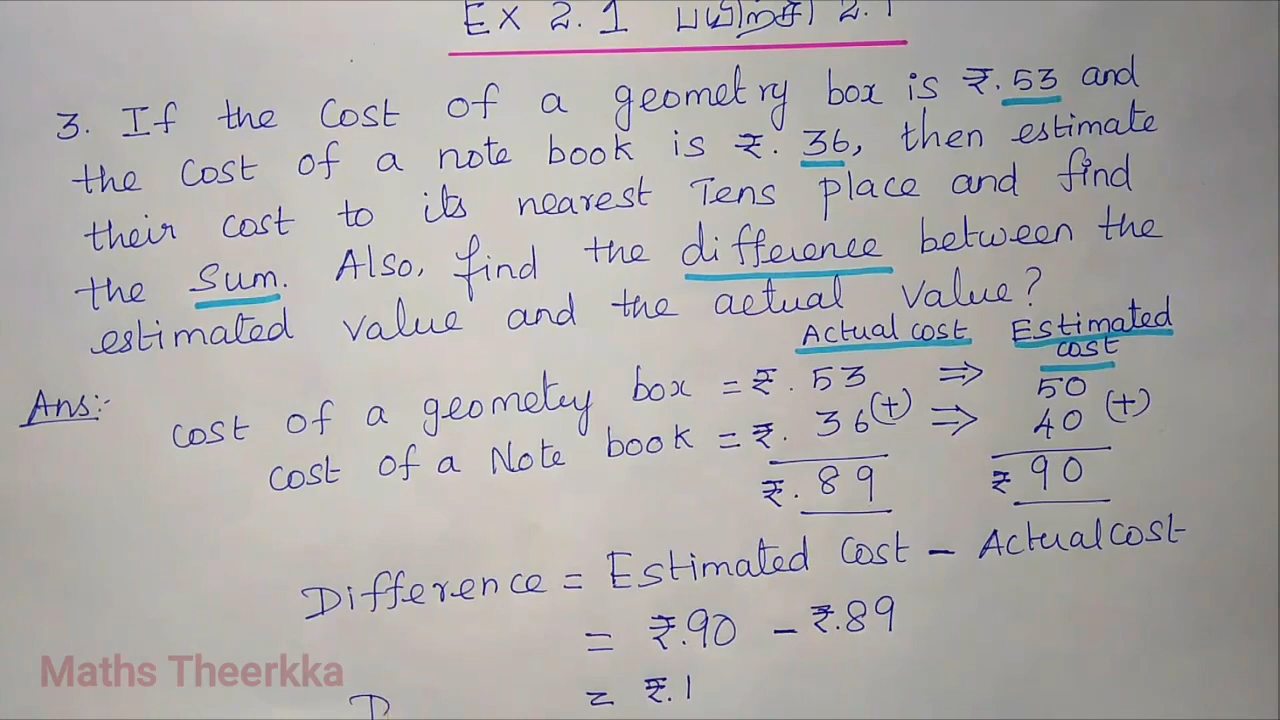 Ex 2.1 பயிற்சி 2.1
3. If the cost of a geometry box is ₹.53 and
the cost of a note book is ₹. 36, then estimate
their cost to its nearest Tens place and find
the Sum. Also, find the difference between the
estimated value and the actual value?
Actual cost Estimated cost
Ans:-
cost of a geometry box = ₹. 53 ⇒ 50
cost of a Note book = ₹. 36 (+) ⇒ 40 (+)
₹. 89 ₹ 90
Difference = Estimated cost - Actual cost
= ₹.90 - ₹.89
= ₹.1
Maths Theerkka